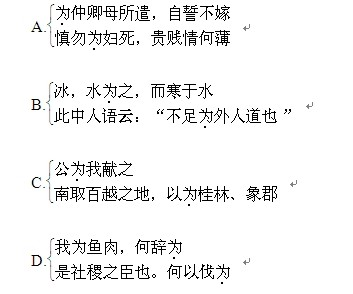 A. 为仲卿母所遣，自誓不嫁
慎勿为妇死，贵贱情何薄
B. 冰，水为之，而寒于水
此中人语云：“不足为外人道也 ”
C. 公为我献之
南取百越之地，以为桂林、象郡
D. 我为鱼肉，何辞为
是社稷之臣也。何以伐为